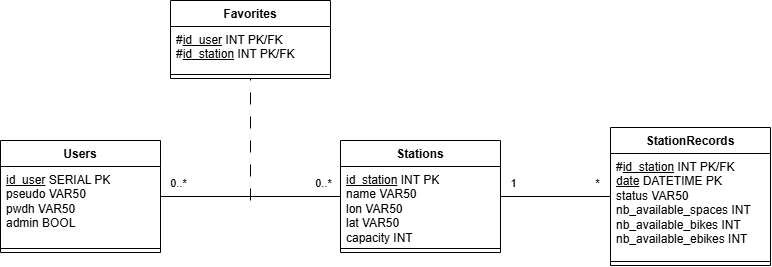 Favorites
#id_user INT PK/FK
#id_station INT PK/FK
Users
id_user SERIAL PK
pseudo VAR50
pwdh VAR50
admin BOOL
0..*
0..*
Stations
id_station INT PK
name VAR50
lon VAR50
lat VAR50
capacity INT
1
*
StationRecords
#id_station INT PK/FK
date DATETIME PK
status VAR50
nb_available_spaces INT
nb_available_bikes INT
nb_available_ebikes INT